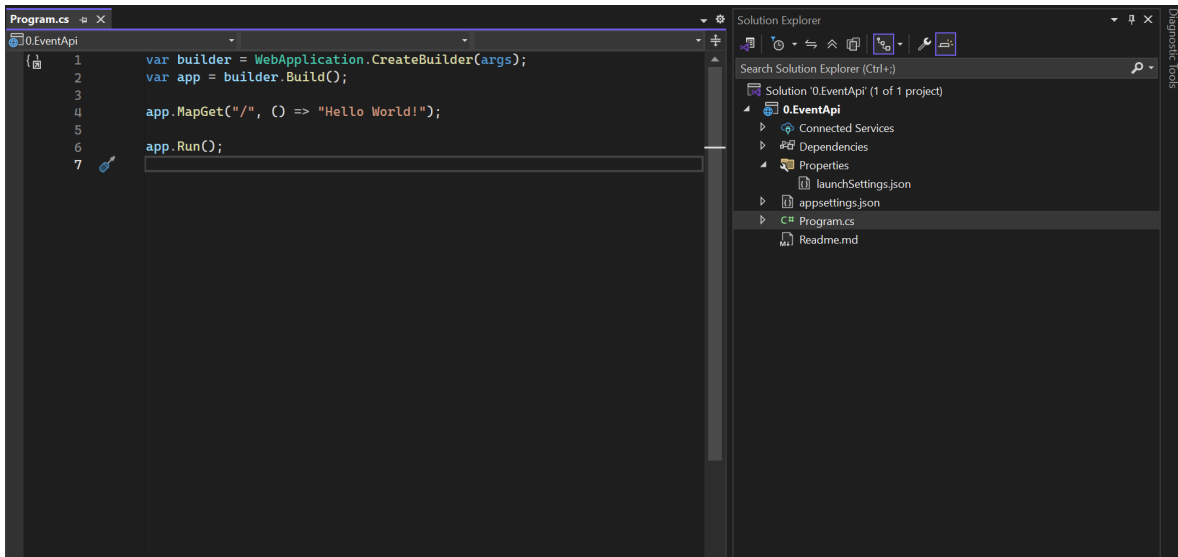 Program.cs
0.EventApi
1 var builder = WebApplication.CreateBuilder(args);
2 var app = builder.Build();
3
4 app.MapGet("/", () => "Hello World!");
5
6 app.Run();
7
Solution Explorer
Search Solution Explorer (Ctrl+;)
Solution '0.EventApi' (1 of 1 project)
0.EventApi
Connected Services
Dependencies
Properties
launchSettings.json
appsettings.json
C# Program.cs
Readme.md
Diagnostic Tools